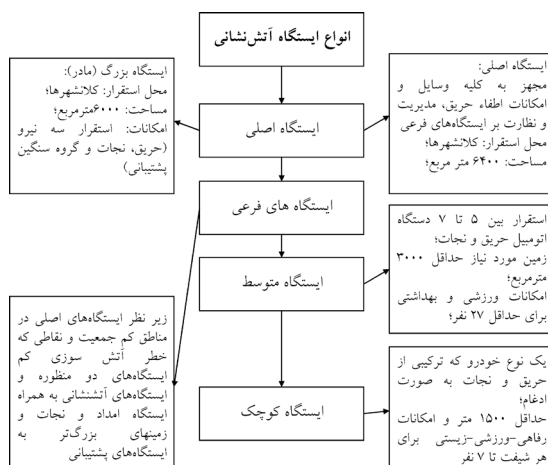 انواع ایستگاه آتش‌نشانی
ایستگاه بزرگ (مادر):
محل استقرار: کلانشهرها؛
مساحت: ۶۰۰۰مترمربع؛
امکانات: استقرار سه نیرو
(حریق، نجات و گروه سنگین
پشتیبانی)
ایستگاه اصلی
ایستگاه اصلی:
مجهز به کلیه وسایل و
امکانات اطفاء حریق، مدیریت
و نظارت بر ایستگاه‌های فرعی
محل استقرار: کلانشهرها؛
مساحت: ۶۴۰۰ متر مربع؛
ایستگاه های فرعی
استقرار بین ۵ تا ۷ دستگاه
اتومبیل حریق و نجات؛
زمین مورد نیاز حداقل ۳۰۰۰
مترمربع؛
امکانات ورزشی و بهداشتی
برای حداقل ۲۷ نفر؛
ایستگاه متوسط
زیر نظر ایستگاه‌های اصلی در
مناطق کم جمعیت و نقاطی که
خطر آتش سوزی کم
ایستگاه‌های دو منظوره و
ایستگاه‌های آتشنشانی به همراه
ایستگاه امداد و نجات و
زمینهای بزرگ‌تر به
ایستگاه‌های پشتیبانی
ایستگاه کوچک
یک نوع خودرو که ترکیبی از
حریق و نجات به صورت
ادغام؛
حداقل ۱۵۰۰ متر و امکانات
رفاهی-ورزشی-زیستی برای
هر شیفت تا ۷ نفر